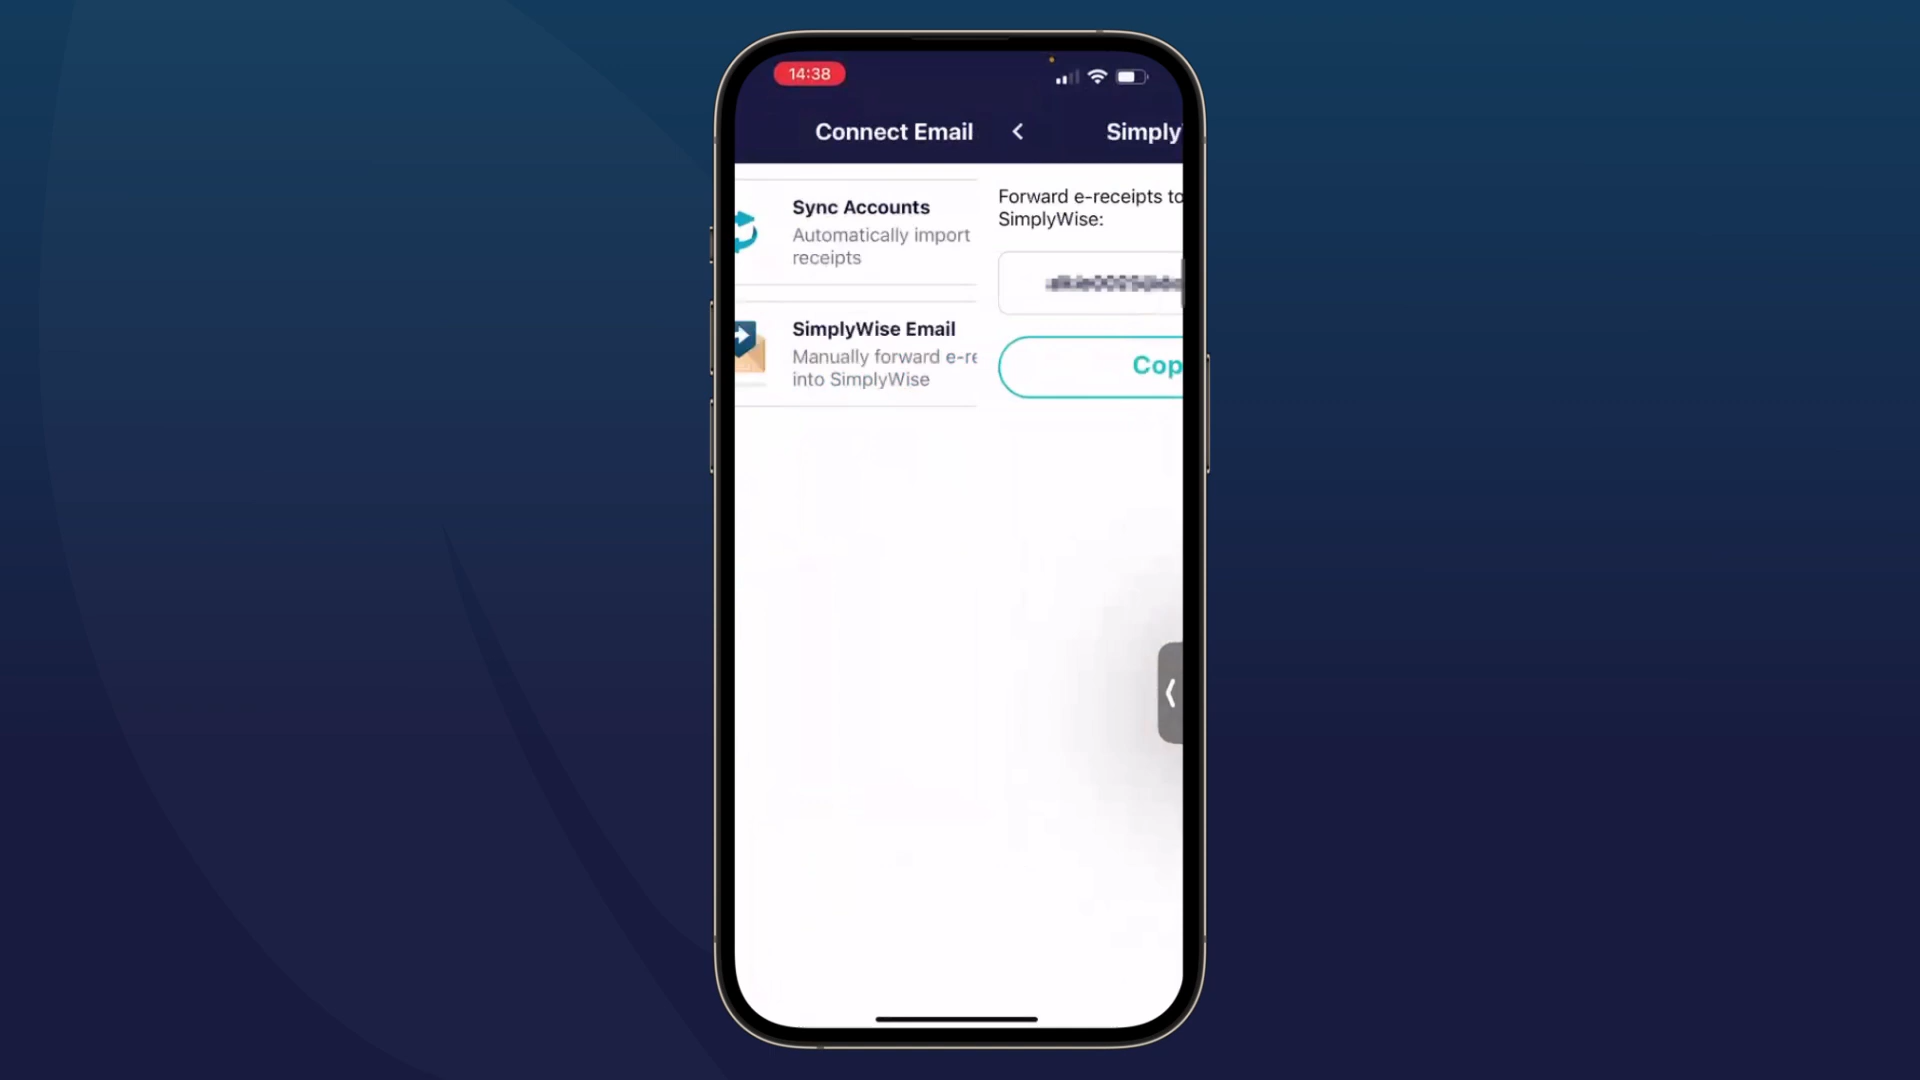 14:38
Connect Email
Simply
Sync Accounts
Automatically import
receipts
SimplyWise Email
Manually forward e-re
into SimplyWise
Forward e-receipts to
SimplyWise:
Cop